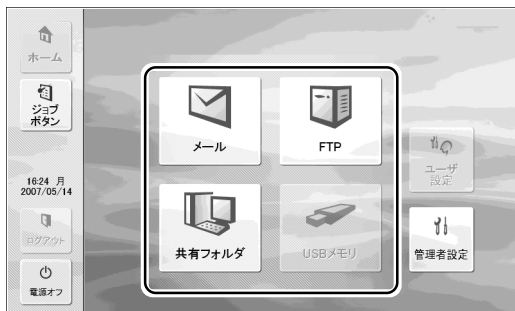 ホーム
ジョブ
ボタン
16:24 月
2007/05/14
ログアウト
電源オフ
メール
FTP
共有フォルダ
USBメモリ
ユーザ
設定
管理者設定